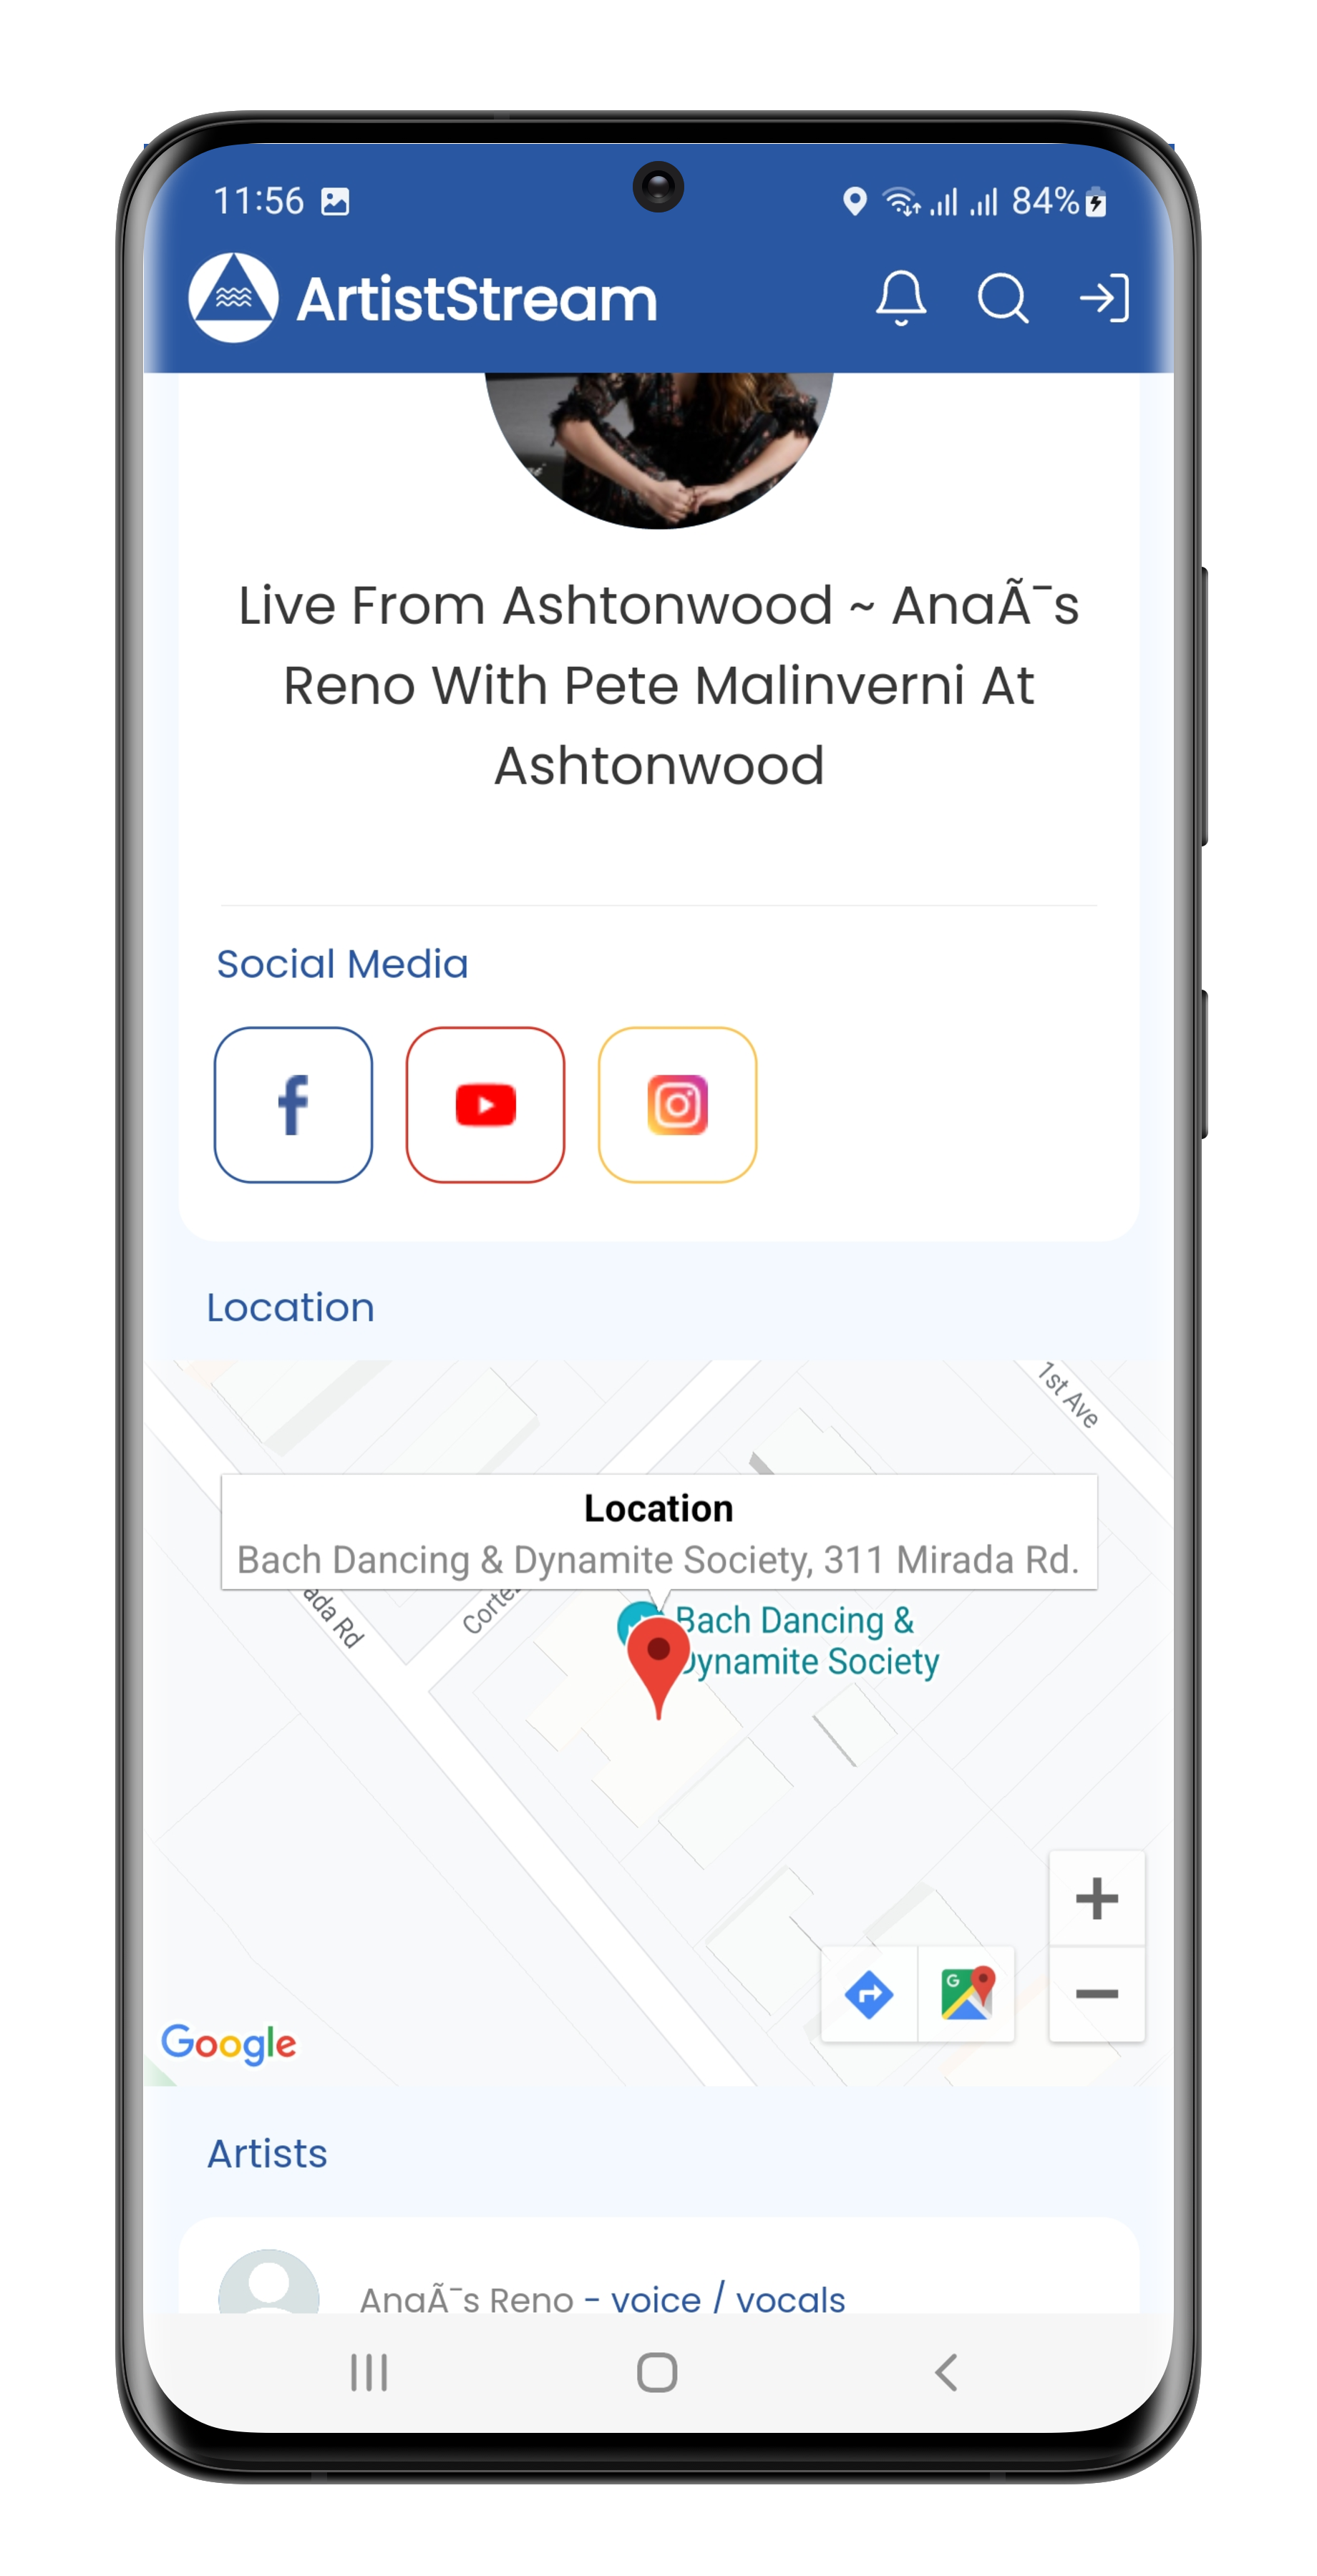 11:56 84%
ArtistStream
Live From Ashtonwood ~ AnaÃ¯s
Reno With Pete Malinverni At
Ashtonwood
Social Media
Location
1st Ave
Location
Bach Dancing & Dynamite Society, 311 Mirada Rd.
ada Rd
Corte
Bach Dancing &
Dynamite Society
Google
Artists
AnaÃ¯s Reno - voice / vocals